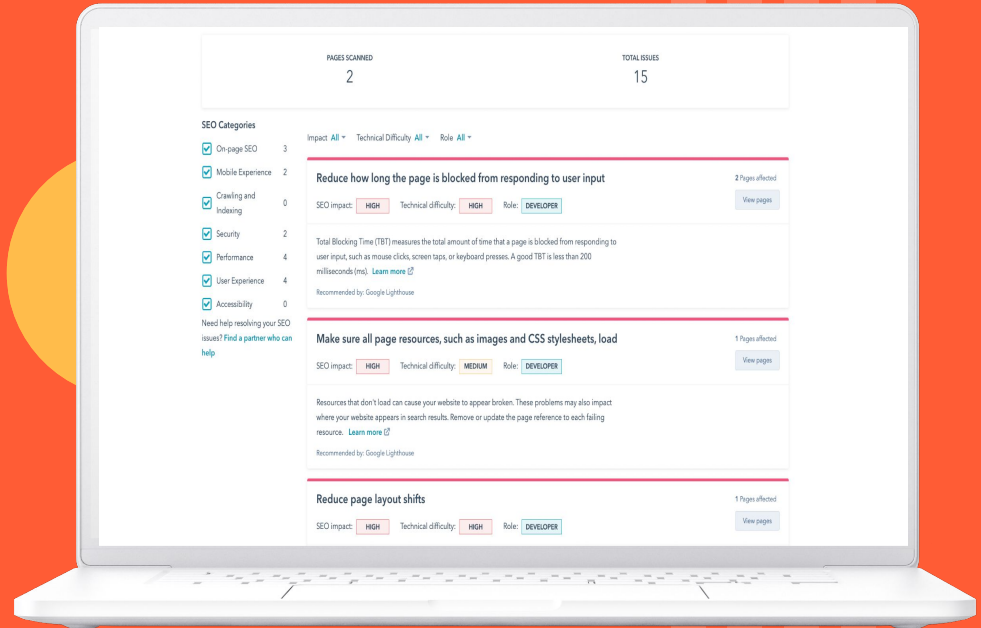 PAGES SCANNED
2
TOTAL ISSUES
15
SEO Categories
On-page SEO 3
Mobile Experience 2
Crawling and
Indexing 0
Security 2
Performance 4
User Experience 4
Accessibility 0
Need help resolving your SEO
issues? Find a partner who can
help
Impact All Technical Difficulty All Role All
Reduce how long the page is blocked from responding to user input
2 Pages affected
View pages
SEO impact: HIGH Technical difficulty: HIGH Role: DEVELOPER
Total Blocking Time (TBT) measures the total amount of time that a page is blocked from responding to
user input, such as mouse clicks, screen taps, or keyboard presses. A good TBT is less than 200
milliseconds (ms). Learn more
Recommended by: Google Lighthouse
Make sure all page resources, such as images and CSS stylesheets, load
1 Pages affected
View pages
SEO impact: HIGH Technical difficulty: MEDIUM Role: DEVELOPER
Resources that don't load can cause your website to appear broken. These problems may also impact
where your website appears in search results. Remove or update the page reference to each failing
resource. Learn more
Recommended by: Google Lighthouse
Reduce page layout shifts
1 Pages affected
View pages
SEO impact: HIGH Technical difficulty: HIGH Role: DEVELOPER